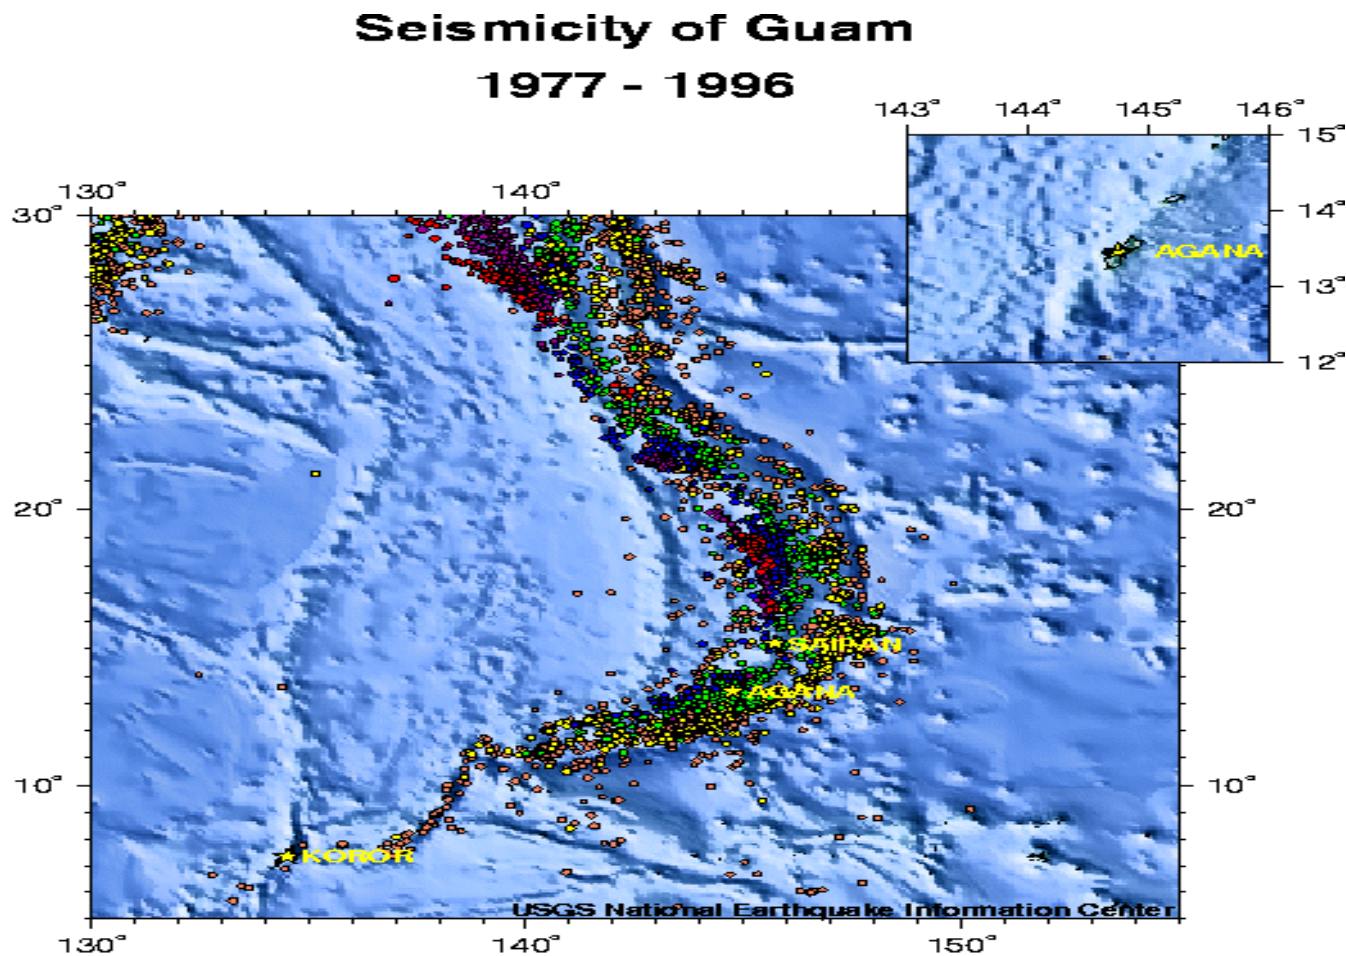 Seismicity of Guam
1977 - 1996
143° 144° 145° 146°
15°
14°
AGANA
13°
12°
130° 140°
30°
20° 20°
SAIPAN
AGANA
10° 10°
KOROR
USGS National Earthquake Information Center
130° 140° 150°